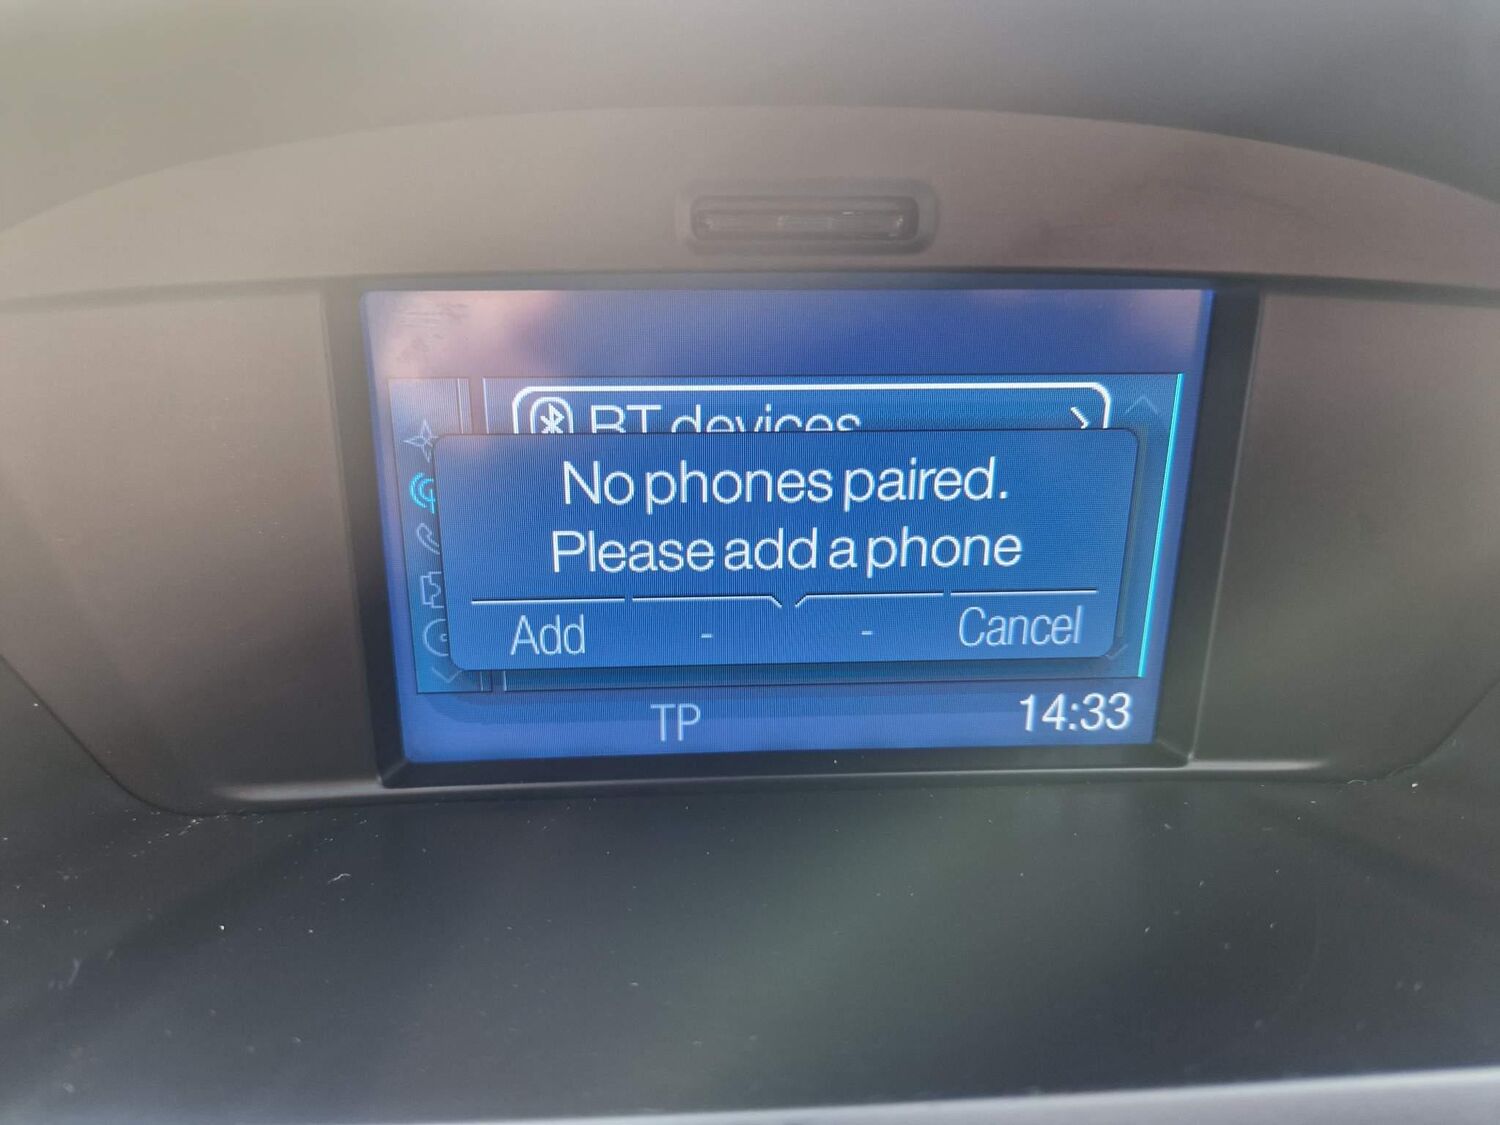 BT devices
No phones paired.
Please add a phone
Add - - Cancel
TP 14:33